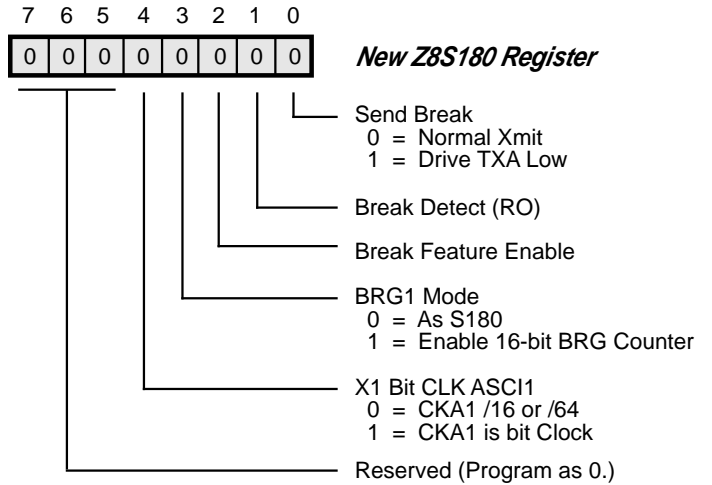 7 6 5 4 3 2 1 0
0 0 0 0 0 0 0 0 New Z8S180 Register
Send Break
0 = Normal Xmit
1 = Drive TXA Low
Break Detect (RO)
Break Feature Enable
BRG1 Mode
0 = As S180
1 = Enable 16-bit BRG Counter
X1 Bit CLK ASCI1
0 = CKA1 /16 or /64
1 = CKA1 is bit Clock
Reserved (Program as 0.)